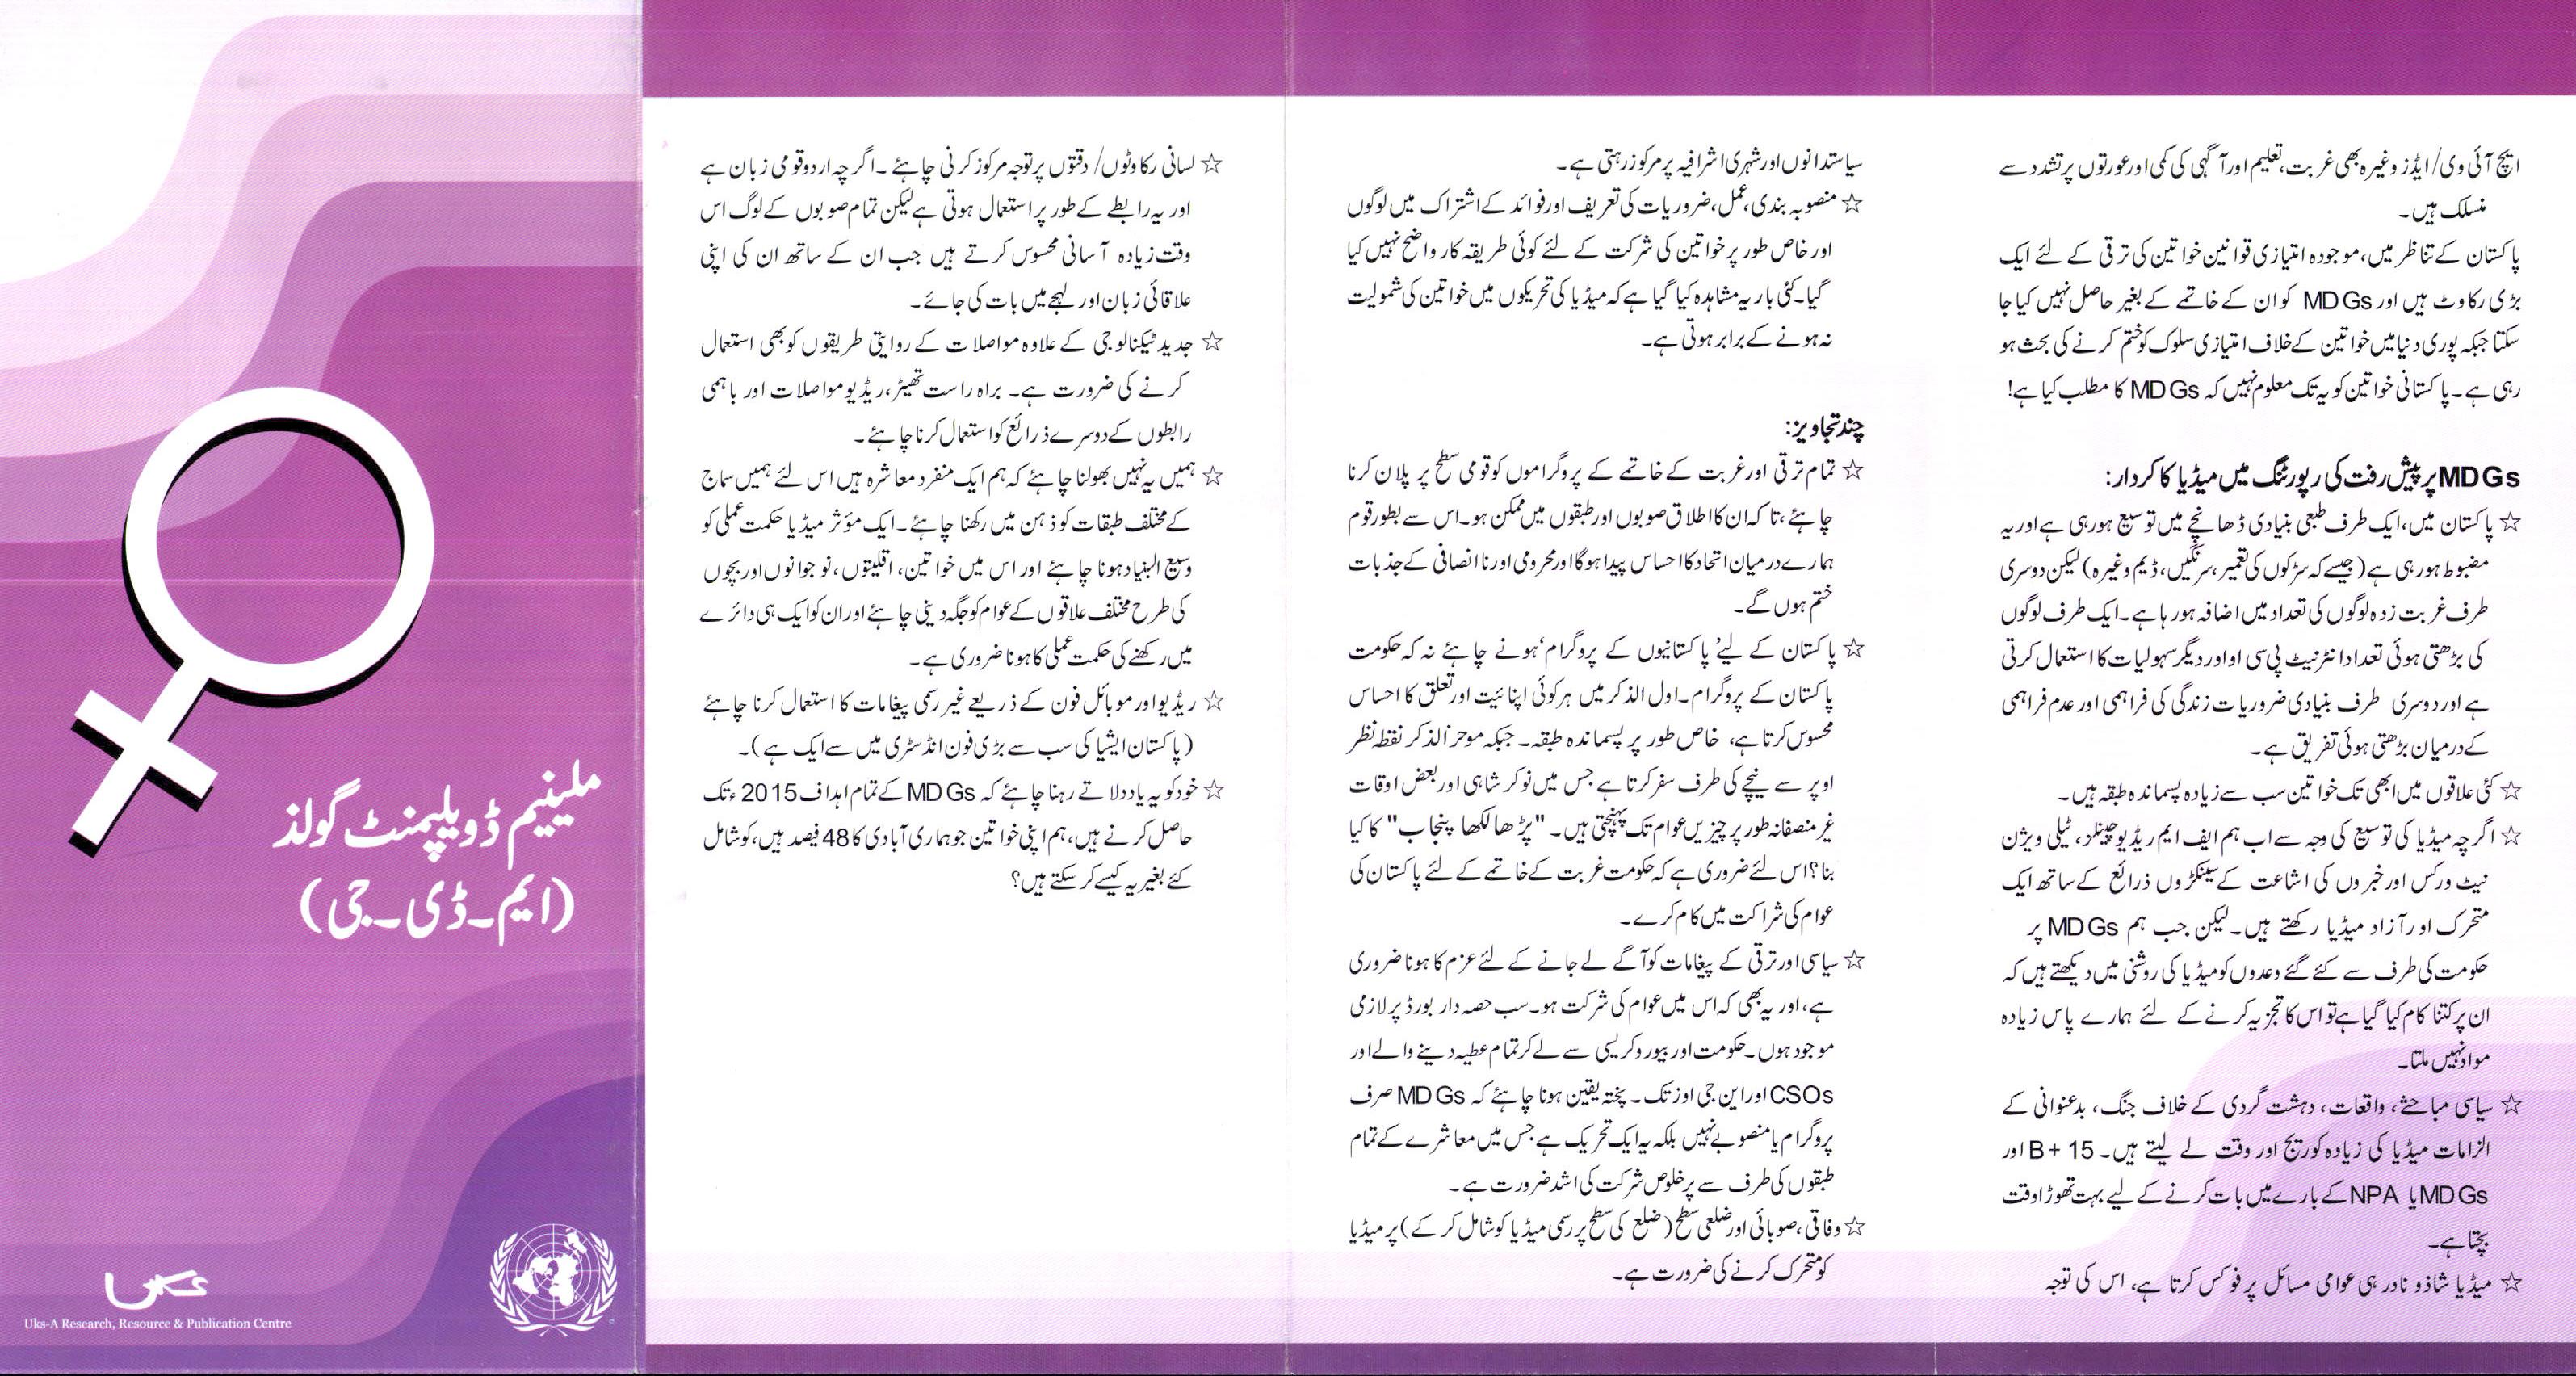 ایچ آئی وی/ایڈز وغیرہ بھی غربت، تعلیم اور آگہی کی کمی اور عورتوں پر تشدد سے
منسلک ہیں۔
پاکستان کے تناظر میں، موجودہ امتیازی قوانین خواتین کی ترقی کے لئے ایک
بڑی رکاوٹ ہیں اور MDGs کو ان کے خاتمے کے بغیر حاصل نہیں کیا جا
سکتا جبکہ پوری دنیا میں خواتین کے خلاف امتیازی سلوک کو ختم کرنے کی بحث ہو
رہی ہے۔ پاکستانی خواتین کو یہ تک معلوم نہیں کہ MDGs کا مطلب کیا ہے!
MDGs پر پیش رفت کی رپورٹنگ میں میڈیا کا کردار:
☆ پاکستان میں، ایک طرف طبعی بنیادی ڈھانچے میں توسیع ہو رہی ہے اور یہ
مضبوط ہو رہی ہے (جیسے کہ سڑکوں کی تعمیر، سرنگیں، ڈیم وغیرہ) لیکن دوسری
طرف غربت زدہ لوگوں کی تعداد میں اضافہ ہو رہا ہے۔ ایک طرف لوگوں
کی بڑھتی ہوئی تعداد انٹرنیٹ پی سی او اور دیگر سہولیات کا استعمال کرتی
ہے اور دوسری طرف بنیادی ضروریات زندگی کی فراہمی اور عدم فراہمی
کے درمیان بڑھتی ہوئی تفریق ہے۔
☆ کئی علاقوں میں ابھی تک خواتین سب سے زیادہ پسماندہ طبقہ ہیں۔
☆ اگرچہ میڈیا کی توسیع کی وجہ سے اب ہم ایف ایم ریڈیو چینلز، ٹیلی ویژن
نیٹ ورکس اور خبروں کی اشاعت کے سینکڑوں ذرائع کے ساتھ ایک
متحرک اور آزاد میڈیا رکھتے ہیں۔ لیکن جب ہم MDGs پر
حکومت کی طرف سے کئے گئے وعدوں کو میڈیا کی روشنی میں دیکھتے ہیں کہ
ان پر کتنا کام کیا گیا ہے تو اس کا تجزیہ کرنے کے لئے ہمارے پاس زیادہ
مواد نہیں ملتا۔
☆ سیاسی مباحثے، واقعات، دہشت گردی کے خلاف جنگ، بدعنوانی کے
الزامات میڈیا کی زیادہ کوریج اور وقت لے لیتے ہیں۔ B+ 15 اور
MDGs یا NPA کے بارے میں بات کرنے کے لیے بہت تھوڑا وقت
بچتا ہے۔
☆ میڈیا شاذو نادر ہی عوامی مسائل پر فوکس کرتا ہے، اس کی توجہ
سیاستدانوں اور شہری اشرافیہ پر مرکوز رہتی ہے۔
☆ منصوبہ بندی، عمل، ضروریات کی تعریف اور فوائد کے اشتراک میں لوگوں
اور خاص طور پر خواتین کی شرکت کے لئے کوئی طریقہ کار واضح نہیں کیا
گیا۔ کئی بار یہ مشاہدہ کیا گیا ہے کہ میڈیا کی تحریکوں میں خواتین کی شمولیت
نہ ہونے کے برابر ہوتی ہے۔
چند تجاویز:
☆ تمام ترقی اور غربت کے خاتمے کے پروگراموں کو قومی سطح پر پلان کرنا
چاہئے، تاکہ ان کا اطلاق صوبوں اور طبقوں میں ممکن ہو۔ اس سے بطور قوم
ہمارے درمیان اتحاد کا احساس پیدا ہوگا اور محرومی اور ناانصافی کے جذبات
ختم ہوں گے۔
☆ پاکستان کے لیے 'پاکستانیوں کے پروگرام' ہونے چاہئے نہ کہ حکومت
پاکستان کے پروگرام۔ اول الذکر میں ہر کوئی اپنائیت اور تعلق کا احساس
محسوس کرتا ہے، خاص طور پر پسماندہ طبقہ۔ جبکہ موخر الذکر نقطہ نظر
اوپر سے نیچے کی طرف سفر کرتا ہے جس میں نوکر شاہی اور بعض اوقات
غیر منصفانہ طور پر چیزیں عوام تک پہنچتی ہیں۔ "پڑھا لکھا پنجاب" کا کیا
بنا؟ اس لئے ضروری ہے کہ حکومت غربت کے خاتمے کے لئے پاکستان کی
عوام کی شراکت میں کام کرے۔
☆ سیاسی اور ترقی کے پیغامات کو آگے لے جانے کے لئے عزم کا ہونا ضروری
ہے، اور یہ بھی کہ اس میں عوام کی شرکت ہو۔ سب حصہ دار بورڈ پر لازمی
موجود ہوں۔ حکومت اور بیوروکریسی سے لے کر تمام عطیہ دینے والے اور
CSOs اور این جی اوز تک۔ پختہ یقین ہونا چاہئے کہ MDGs صرف
پروگرام یا منصوبے نہیں بلکہ یہ ایک تحریک ہے جس میں معاشرے کے تمام
طبقوں کی طرف سے پرخلوص شرکت کی اشد ضرورت ہے۔
☆ وفاقی، صوبائی اور ضلعی سطح (ضلع کی سطح پر رسمی میڈیا کو شامل کر کے) پر میڈیا
کو متحرک کرنے کی ضرورت ہے۔
☆ لسانی رکاوٹوں/ دقتوں پر توجہ مرکوز کرنی چاہئے۔ اگرچہ اردو قومی زبان ہے
اور یہ رابطے کے طور پر استعمال ہوتی ہے لیکن تمام صوبوں کے لوگ اس
وقت زیادہ آسانی محسوس کرتے ہیں جب ان کے ساتھ ان کی اپنی
علاقائی زبان اور لہجے میں بات کی جائے۔
☆ جدید ٹیکنالوجی کے علاوہ مواصلات کے روایتی طریقوں کو بھی استعمال
کرنے کی ضرورت ہے۔ براہ راست تھیٹر، ریڈیو مواصلات اور باہمی
رابطوں کے دوسرے ذرائع کو استعمال کرنا چاہئے۔
☆ ہمیں یہ نہیں بھولنا چاہئے کہ ہم ایک منفرد معاشرہ ہیں اس لئے ہمیں سماج
کے مختلف طبقات کو ذہن میں رکھنا چاہئے۔ ایک مؤثر میڈیا حکمت عملی کو
وسیع البنیاد ہونا چاہئے اور اس میں خواتین، اقلیتوں، نوجوانوں اور بچوں
کی طرح مختلف علاقوں کے عوام کو جگہ دینی چاہئے اور ان کو ایک ہی دائرے
میں رکھنے کی حکمت عملی کا ہونا ضروری ہے۔
☆ ریڈیو اور موبائل فون کے ذریعے غیر رسمی پیغامات کا استعمال کرنا چاہئے
(پاکستان ایشیا کی سب سے بڑی فون انڈسٹری میں سے ایک ہے)۔
☆ خود کو یہ یاد دلاتے رہنا چاہئے کہ MDGs کے تمام اہداف 2015ء تک
حاصل کرنے ہیں، ہم اپنی خواتین جو ہماری آبادی کا 48 فیصد ہیں، کو شامل
کئے بغیر یہ کیسے کر سکتے ہیں؟
ملینیم ڈویلپمنٹ گولز
(ایم۔ڈی۔جی)
عکس
Uks-A Research, Resource & Publication Centre